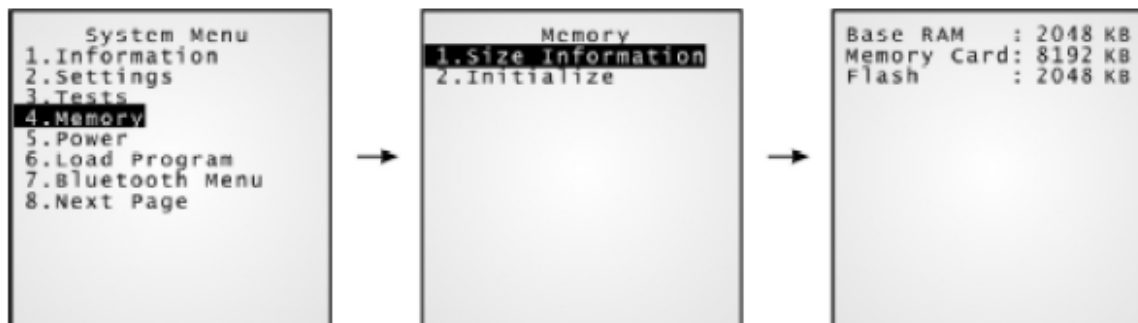 System Menu
1.Information
2.Settings
3.Tests
4.Memory
5.Power
6.Load Program
7.Bluetooth Menu
8.Next Page
Memory
1.Size Information
2.Initialize
Base RAM : 2048 KB
Memory Card: 8192 KB
Flash : 2048 KB